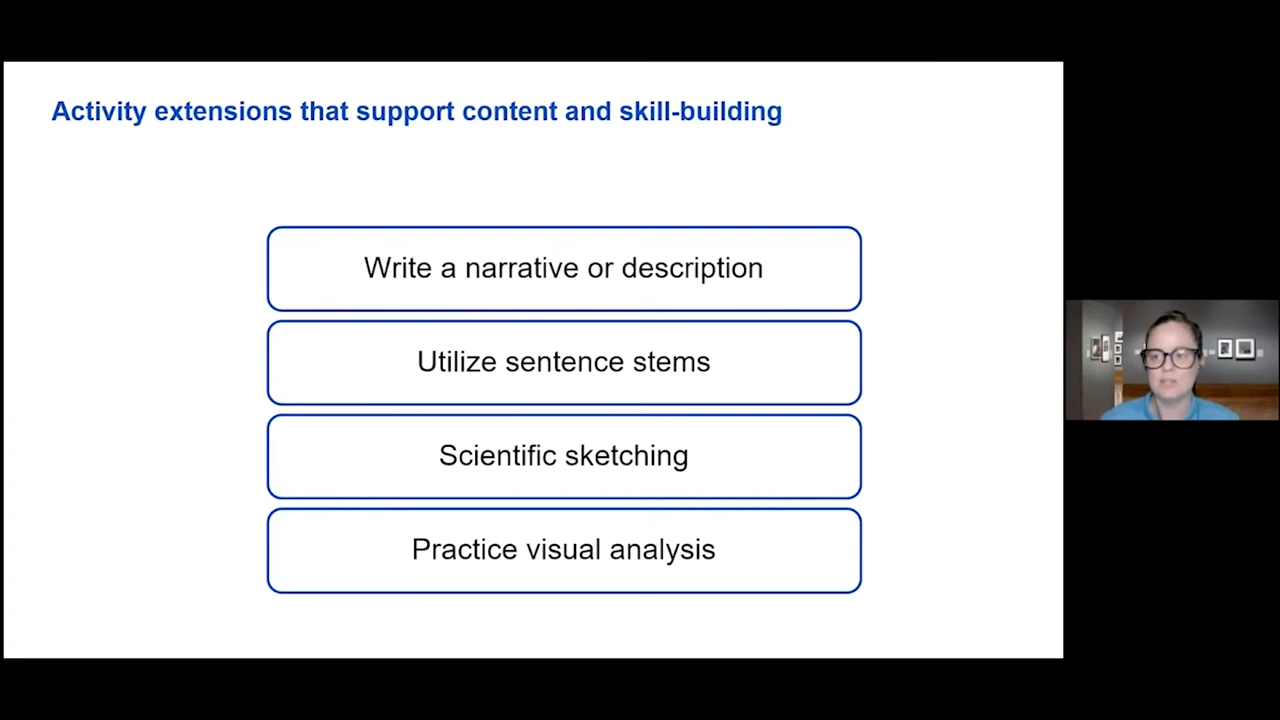 Activity extensions that support content and skill-building
Write a narrative or description
Utilize sentence stems
Scientific sketching
Practice visual analysis